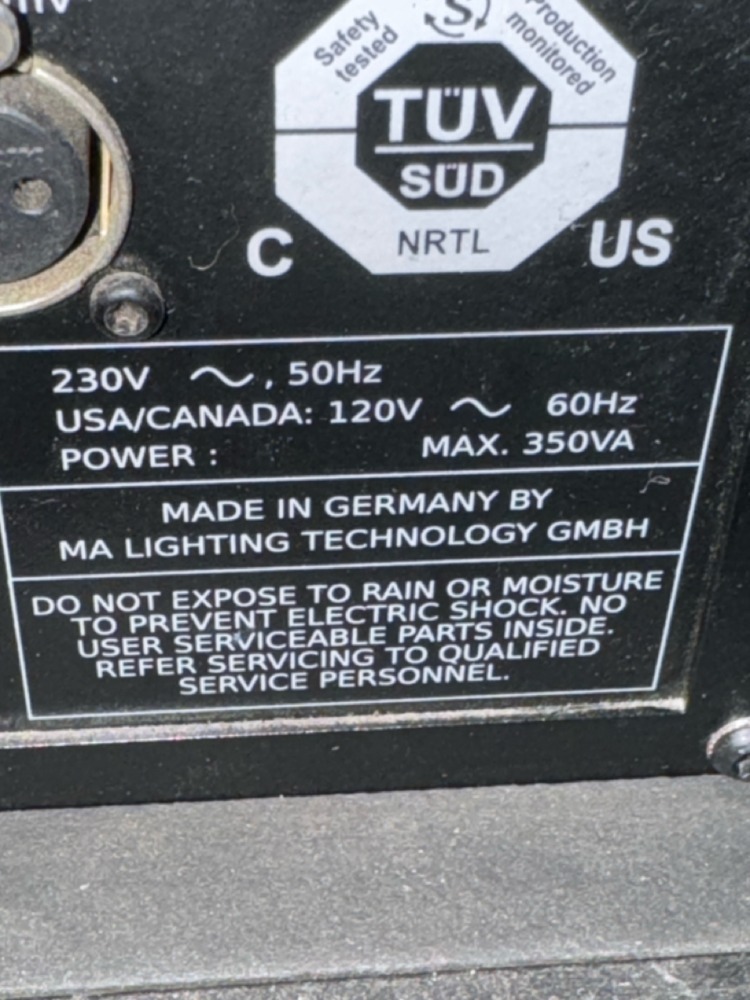 Safety
tested
S
Production
monitored
TÜV
SÜD
NRTL
C US
230V ～, 50Hz
USA/CANADA: 120V ～ 60Hz
POWER : MAX. 350VA
MADE IN GERMANY BY
MA LIGHTING TECHNOLOGY GMBH
DO NOT EXPOSE TO RAIN OR MOISTURE
TO PREVENT ELECTRIC SHOCK. NO
USER SERVICEABLE PARTS INSIDE.
REFER SERVICING TO QUALIFIED
SERVICE PERSONNEL.